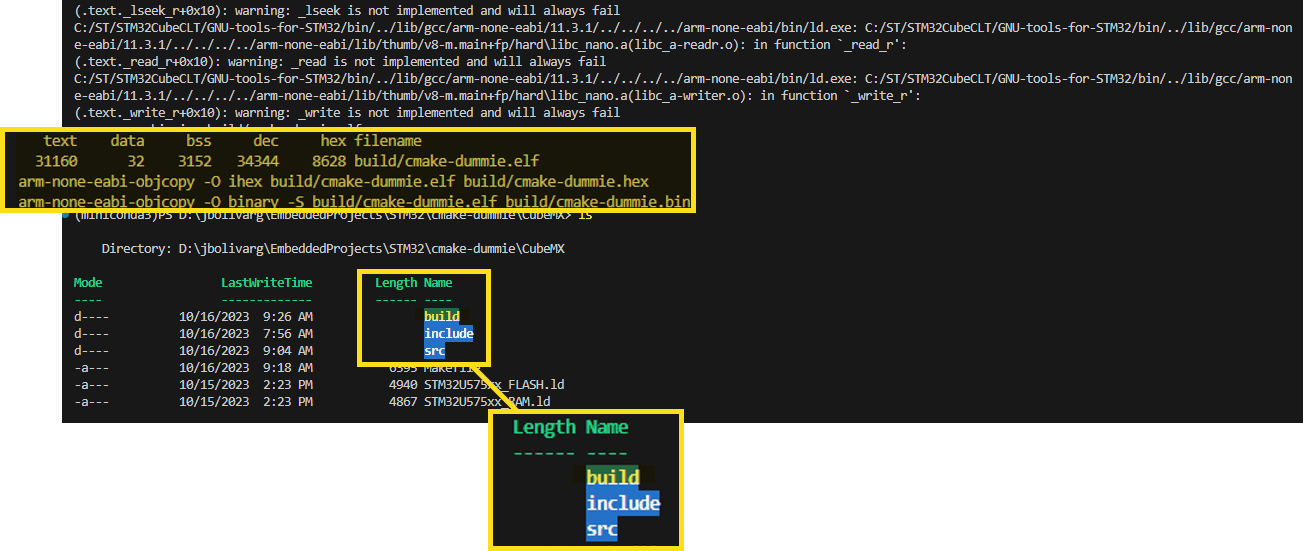 (.text._lseek_r+0x10): warning: _lseek is not implemented and will always fail
C:/ST/STM32CubeCLT/GNU-tools-for-STM32/bin/../lib/gcc/arm-none-eabi/11.3.1/../../../../arm-none-eabi/bin/ld.exe: C:/ST/STM32CubeCLT/GNU-tools-for-STM32/bin/../lib/gcc/arm-non
e-eabi/11.3.1/../../../../arm-none-eabi/lib/thumb/v8-m.main+fp/hard\libc_nano.a(libc_a-readr.o): in function `_read_r':
(.text._read_r+0x10): warning: _read is not implemented and will always fail
C:/ST/STM32CubeCLT/GNU-tools-for-STM32/bin/../lib/gcc/arm-none-eabi/11.3.1/../../../../arm-none-eabi/bin/ld.exe: C:/ST/STM32CubeCLT/GNU-tools-for-STM32/bin/../lib/gcc/arm-non
e-eabi/11.3.1/../../../../arm-none-eabi/lib/thumb/v8-m.main+fp/hard\libc_nano.a(libc_a-writer.o): in function `_write_r':
(.text._write_r+0x10): warning: _write is not implemented and will always fail
text data bss dec hex filename
31160 32 3152 34344 8628 build/cmake-dummie.elf
arm-none-eabi-objcopy -O ihex build/cmake-dummie.elf build/cmake-dummie.hex
arm-none-eabi-objcopy -O binary -S build/cmake-dummie.elf build/cmake-dummie.bin
(miniconda3)PS D:\jbolivarg\EmbeddedProjects\STM32\cmake-dummie\CubeMX> ls
Directory: D:\jbolivarg\EmbeddedProjects\STM32\cmake-dummie\CubeMX
Mode LastWriteTime Length Name
---- ------------- ------ ----
d---- 10/16/2023 9:26 AM build
d---- 10/16/2023 7:56 AM include
d---- 10/16/2023 9:04 AM src
-a--- 10/16/2023 9:18 AM 6395 Makefile
-a--- 10/15/2023 2:23 PM 4940 STM32U575xx_FLASH.ld
-a--- 10/15/2023 2:23 PM 4867 STM32U575xx_RAM.ld
Length Name
------ ----
build
include
src